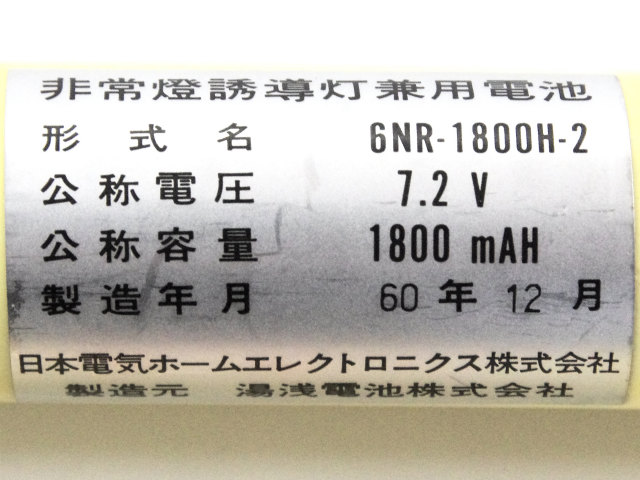 非常燈誘導灯兼用電池
形式名 6NR-1800H-2
公称電圧 7.2 V
公称容量 1800 mAH
製造年月 60年12月
日本電気ホームエレクトロニクス株式会社
製造元 湯浅電池株式会社